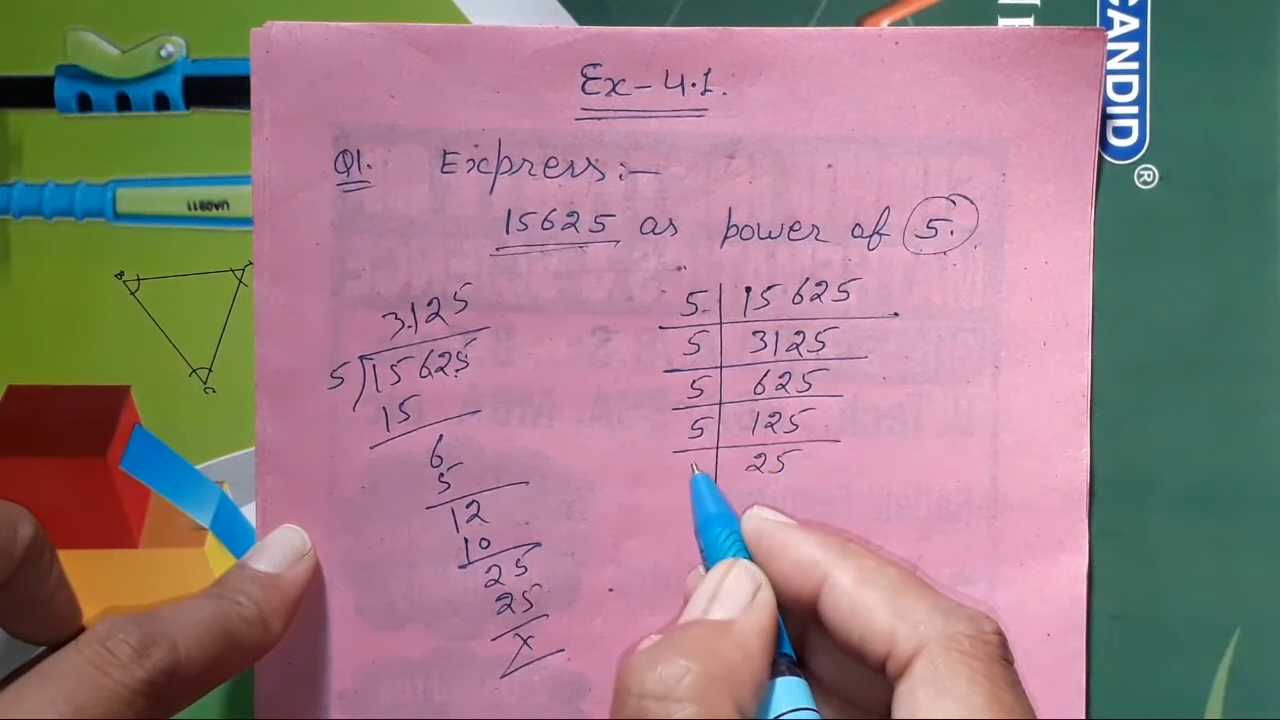 Ex-4.1.
Q1. Express:-
15625 as power of 5.
3125
5)15625
15
6
5
12
10
25
25
x
5 15625
5 3125
5 625
5 125
25
CANDID
®
UA0811
B
C